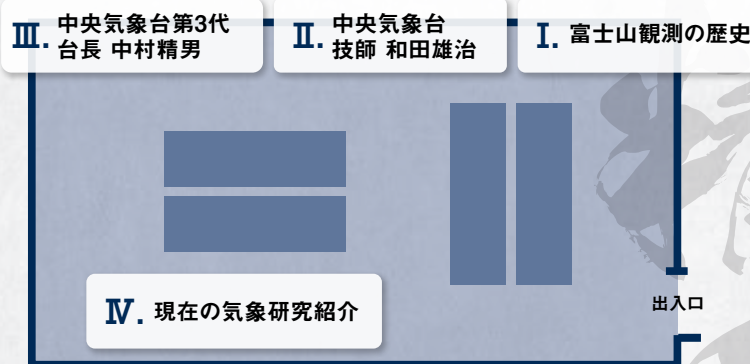 Ⅲ. 中央気象台第3代
台長 中村精男
Ⅱ. 中央気象台
技師 和田雄治
Ⅰ. 富士山観測の歴史
Ⅳ. 現在の気象研究紹介
出入口